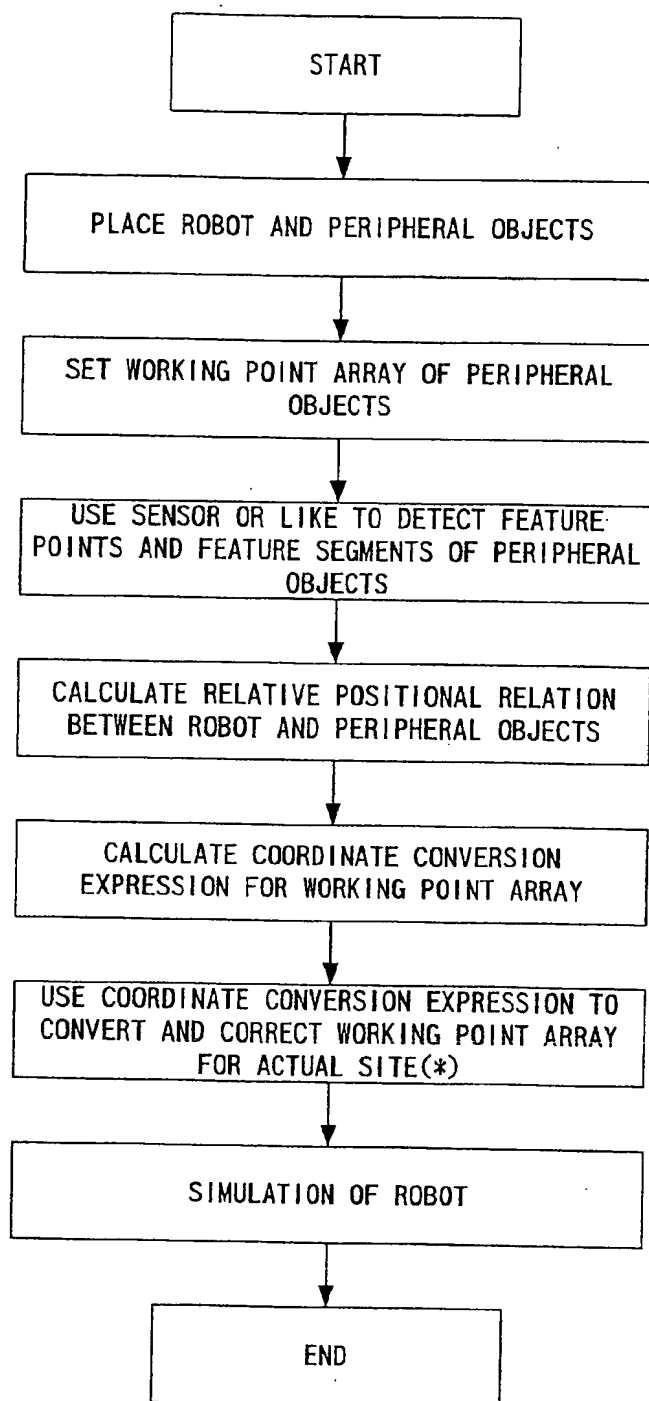 START
PLACE ROBOT AND PERIPHERAL OBJECTS
SET WORKING POINT ARRAY OF PERIPHERAL
OBJECTS
USE SENSOR OR LIKE TO DETECT FEATURE
POINTS AND FEATURE SEGMENTS OF PERIPHERAL
OBJECTS
CALCULATE RELATIVE POSITIONAL RELATION
BETWEEN ROBOT AND PERIPHERAL OBJECTS
CALCULATE COORDINATE CONVERSION
EXPRESSION FOR WORKING POINT ARRAY
USE COORDINATE CONVERSION EXPRESSION TO
CONVERT AND CORRECT WORKING POINT ARRAY
FOR ACTUAL SITE(*)
SIMULATION OF ROBOT
END